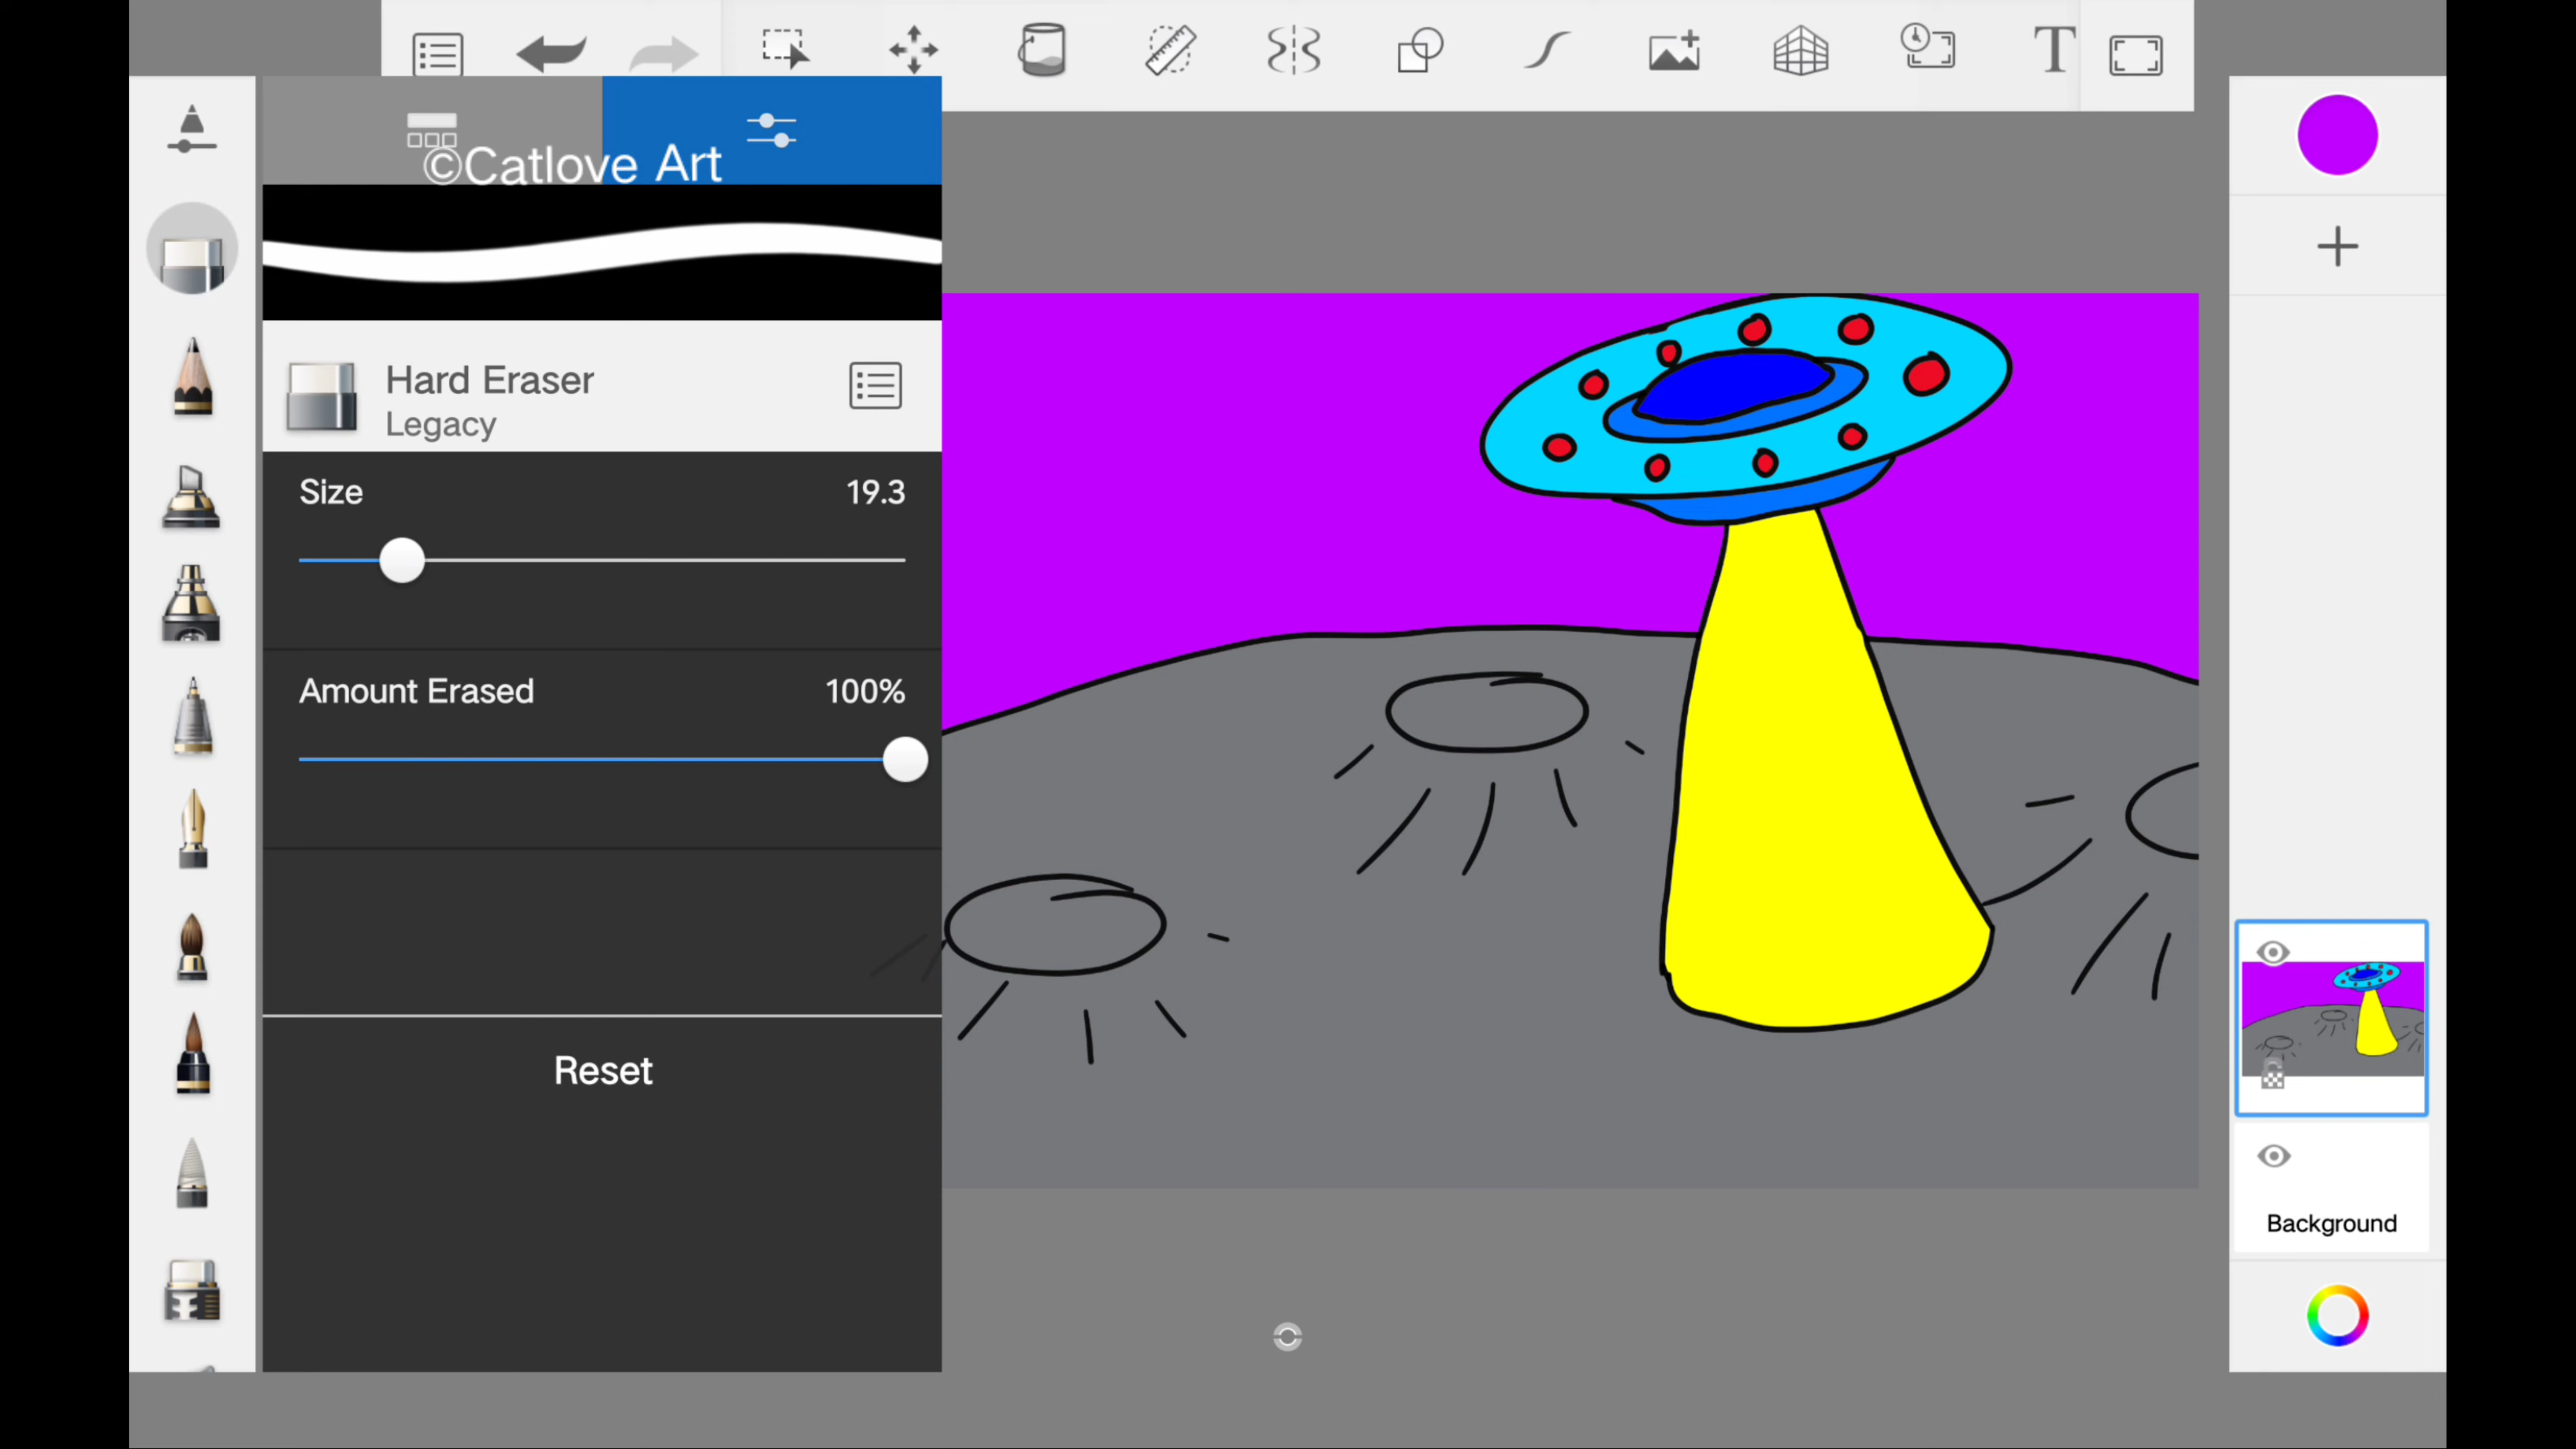 T
©Catlove Art
Hard Eraser
Legacy
Size 19.3
Amount Erased 100%
Reset
Background